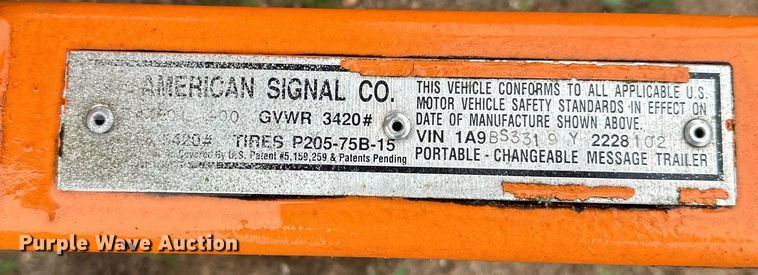 AMERICAN SIGNAL CO.
GVWR 3420#
3420# TIRES P205-75B-15
Covered by U.S. Patent #5,159,259 & Patents Pending
THIS VEHICLE CONFORMS TO ALL APPLICABLE U.S.
MOTOR VEHICLE SAFETY STANDARDS IN EFFECT ON
DATE OF MANUFACTURE SHOWN ABOVE.
VIN 1A9BS3319 Y 2228102
PORTABLE - CHANGEABLE MESSAGE TRAILER
Purple Wave Auction